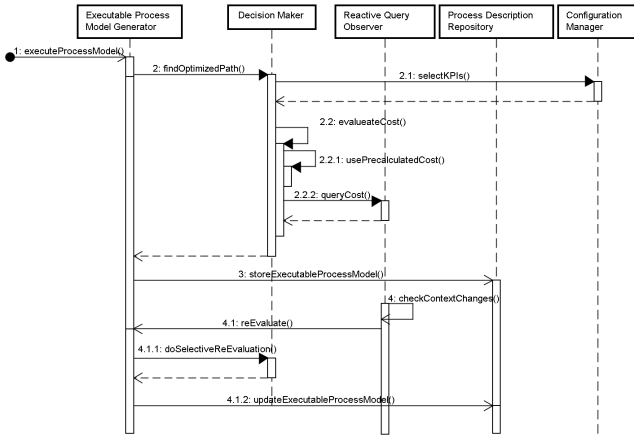 Executable Process
Model Generator
Decision Maker
Reactive Query
Observer
Process Description
Repository
Configuration
Manager
1: executeProcessModel()
2: findOptimizedPath()
2.1: selectKPIs()
2.2: evalueateCost()
2.2.1: usePrecalculatedCost()
2.2.2: queryCost()
3: storeExecutableProcessModel()
4: checkContextChanges()
4.1: reEvaluate()
4.1.1: doSelectiveReEvaluation()
4.1.2: updateExecutableProcessModel()